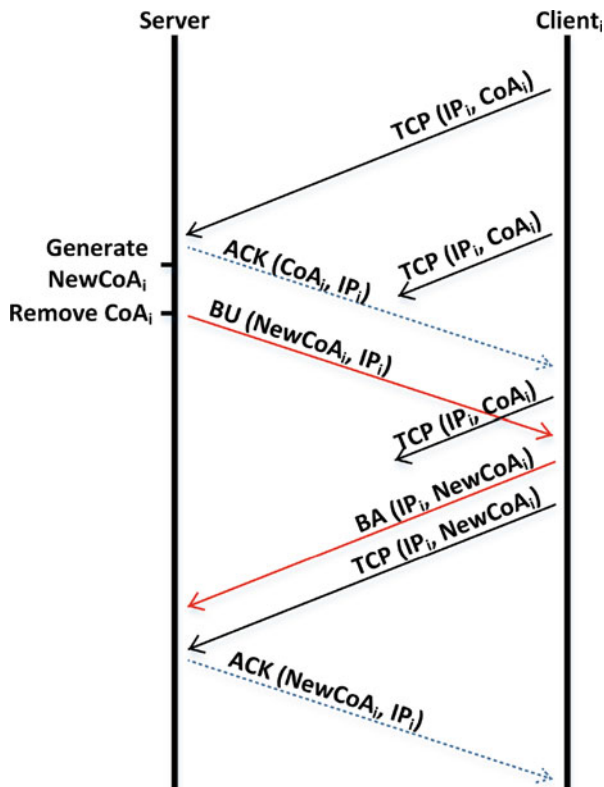 Server
Client_i
TCP (IP_i, CoA_i)
TCP (IP_i, CoA_i)
Generate
NewCoA_i
ACK (CoA_i, IP_i)
Remove CoA_i
BU (NewCoA_i, IP_i)
TCP (IP_i, CoA_i)
BA (IP_i, NewCoA_i)
TCP (IP_i, NewCoA_i)
ACK (NewCoA_i, IP_i)